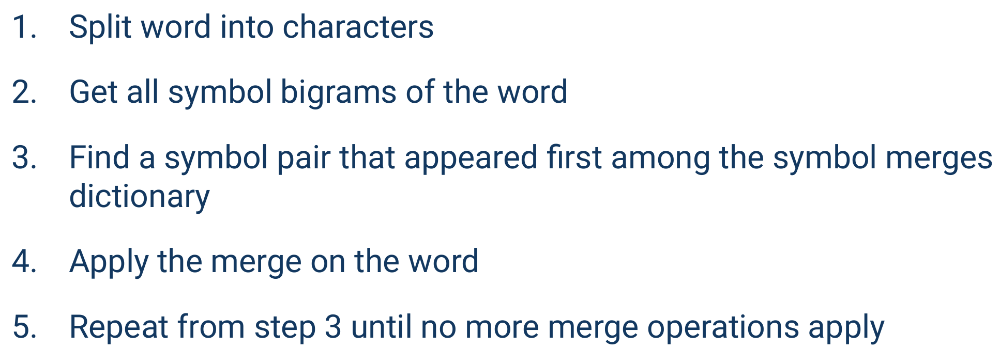 1. Split word into characters
2. Get all symbol bigrams of the word
3. Find a symbol pair that appeared first among the symbol merges
dictionary
4. Apply the merge on the word
5. Repeat from step 3 until no more merge operations apply